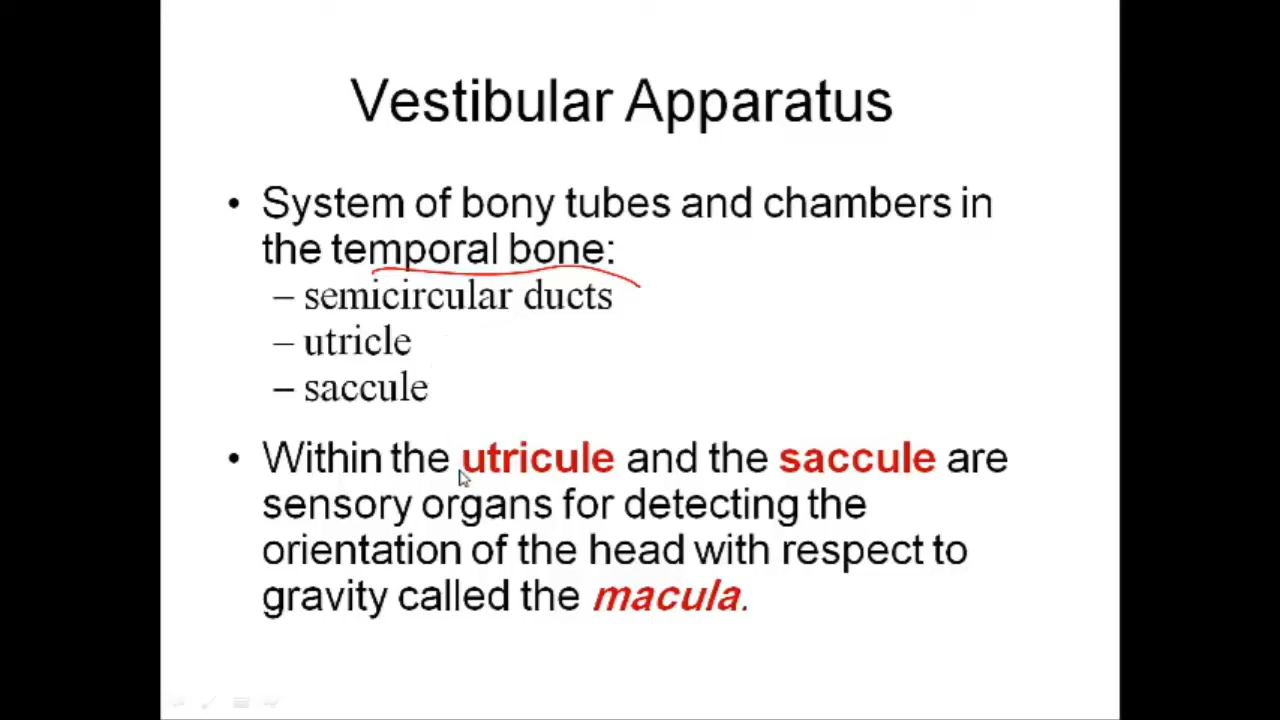 Vestibular Apparatus
• System of bony tubes and chambers in
the temporal bone:
– semicircular ducts
– utricle
– saccule
• Within the utricule and the saccule are
sensory organs for detecting the
orientation of the head with respect to
gravity called the macula.